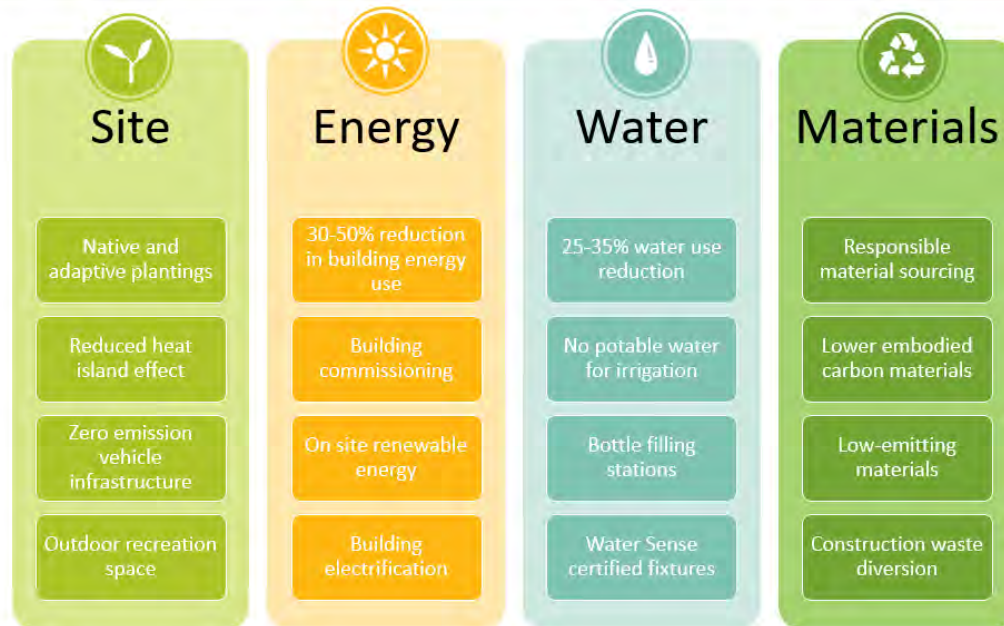 Site
Native and
adaptive plantings
Reduced heat
island effect
Zero emission
vehicle
infrastructure
Outdoor recreation
space
Energy
30-50% reduction
in building energy
use
Building
commissioning
On site renewable
energy
Building
electrification
Water
25-35% water use
reduction
No potable water
for irrigation
Bottle filling
stations
Water Sense
certified fixtures
Materials
Responsible
material sourcing
Lower embodied
carbon materials
Low-emitting
materials
Construction waste
diversion